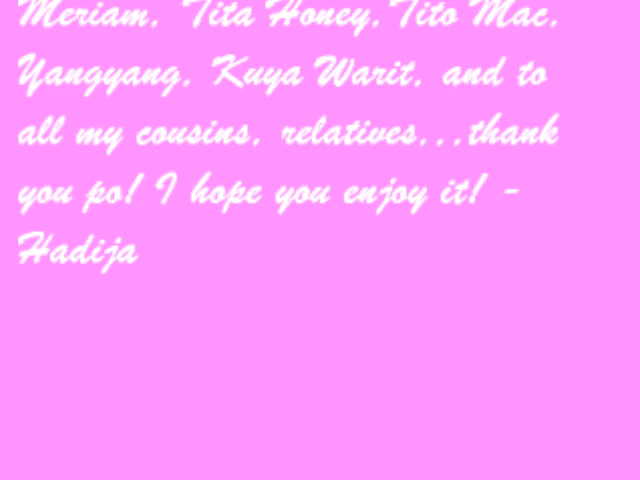 Meriam, Tita Honey, Tito Mac,
Yangyang, Kuya Warit, and to
all my cousins, relatives...thank
you po! I hope you enjoy it! -
Hadija